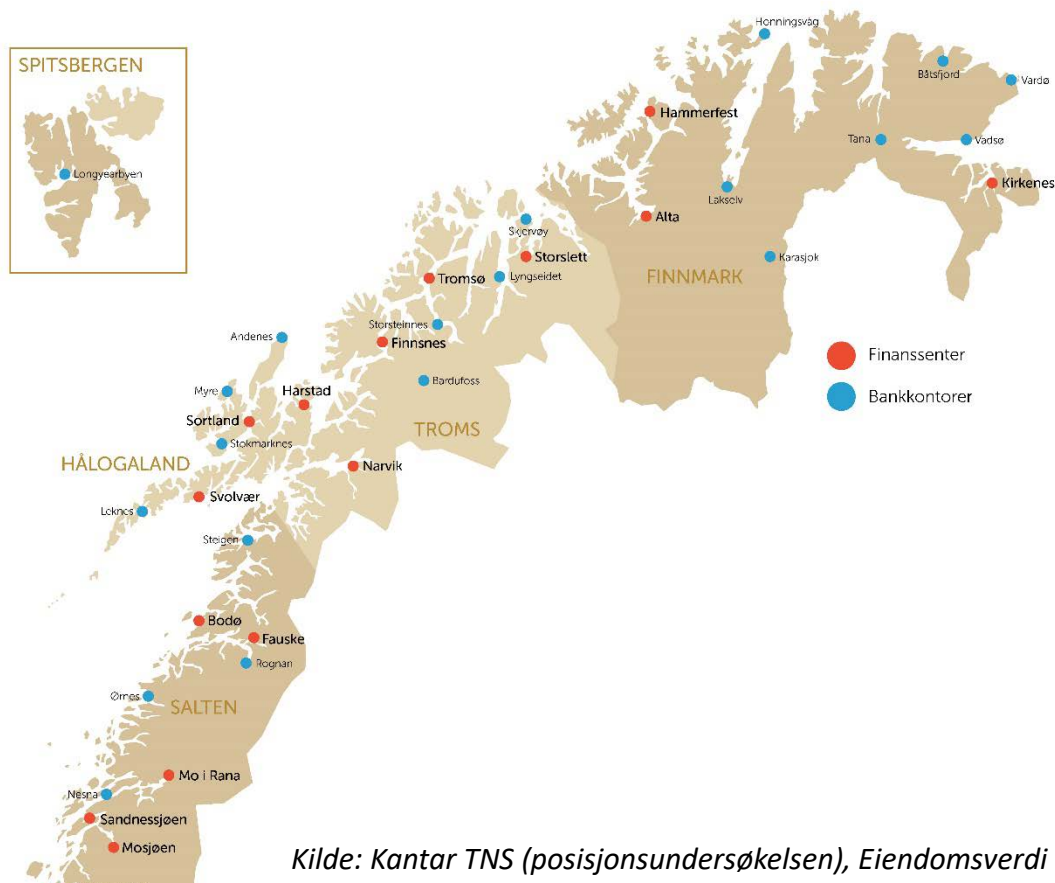 Honningsvåg
SPITSBERGEN
Båtsfjord
Vardø
Hammerfest
Tana
Vadsø
Longyearbyen
Kirkenes
Lakselv
Alta
Skjervøy
Storslett
Karasjok
Tromsø
Lyngseidet
FINNMARK
Storsteinnes
Andenes
Finnsnes
Finanssenter
Bardufoss
Myre
Harstad
Bankkontorer
Sortland
TROMS
Stokmarknes
HÅLOGALAND
Narvik
Svolvær
Leknes
Steigen
Bodø
Fauske
Rognan
Ørnes
SALTEN
Mo i Rana
Nesna
Sandnessjøen
Mosjøen
Kilde: Kantar TNS (posisjonsundersøkelsen), Eiendomsverdi